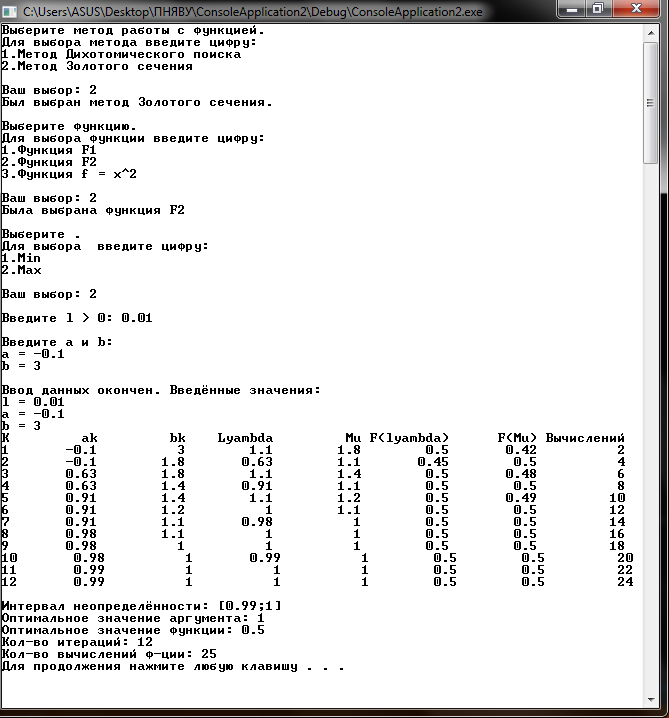 C:\Users\ASUS\Desktop\ПНЯВУ\ConsoleApplication2\Debug\ConsoleApplication2.exe
Выберите метод работы с функцией.
Для выбора метода введите цифру:
1.Метод Дихотомического поиска
2.Метод Золотого сечения
Ваш выбор: 2
Был выбран метод Золотого сечения.
Выберите функцию.
Для выбора функции введите цифру:
1.Функция F1
2.Функция F2
3.Функция f = x^2
Ваш выбор: 2
Была выбрана функция F2
Выберите .
Для выбора  введите цифру:
1.Min
2.Max
Ваш выбор: 2
Введите l > 0: 0.01
Введите a и b:
a = -0.1
b = 3
Ввод данных окончен. Введённые значения:
l = 0.01
a = -0.1
b = 3
K ak bk Lyambda Mu F(lyambda) F(Mu) Вычислений
1 -0.1 3 1.1 1.8 0.5 0.42 2
2 -0.1 1.8 0.63 1.1 0.45 0.5 4
3 0.63 1.8 1.1 1.4 0.5 0.48 6
4 0.63 1.4 0.91 1.1 0.5 0.5 8
5 0.91 1.4 1.1 1.2 0.5 0.49 10
6 0.91 1.2 1 1.1 0.5 0.5 12
7 0.91 1.1 0.98 1 0.5 0.5 14
8 0.98 1.1 1 1 0.5 0.5 16
9 0.98 1 1 1 0.5 0.5 18
10 0.98 1 0.99 1 0.5 0.5 20
11 0.99 1 1 1 0.5 0.5 22
12 0.99 1 1 1 0.5 0.5 24
Интервал неопределённости: [0.99;1]
Оптимальное значение аргумента: 1
Оптимальное значение функции: 0.5
Кол-во итераций: 12
Кол-во вычислений ф-ции: 25
Для продолжения нажмите любую клавишу . . .